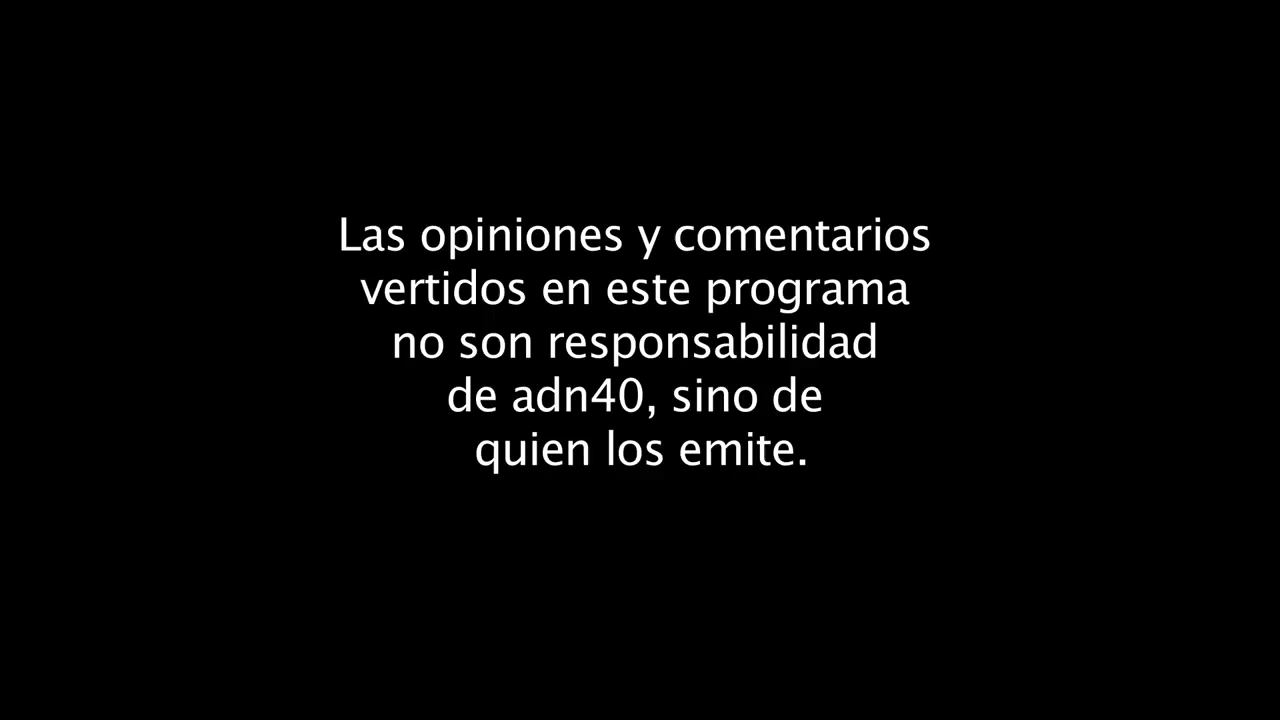 Las opiniones y comentarios
vertidos en este programa
no son responsabilidad
de adn40, sino de
quien los emite.